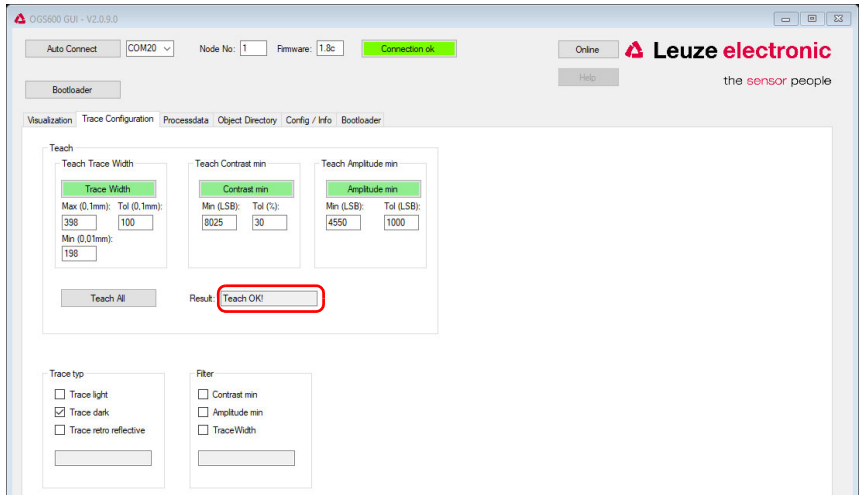 OGS600 GUI - V2.0.9.0
Auto Connect COM20 Node No: 1 Firmware: 1.8c Connection ok Online Leuze electronic
Help the sensor people
Bootloader
Visualization Trace Configuration Processdata Object Directory Config / Info Bootloader
Teach
Teach Trace Width Teach Contrast min Teach Amplitude min
Trace Width Contrast min Amplitude min
Max (0,1mm): Tol (0,1mm): Min (LSB): Tol (%): Min (LSB): Tol (LSB):
398 100 8025 30 4550 1000
Min (0,01mm):
198
Teach All Result: Teach OK!
Trace typ Filter
Trace light Contrast min
Trace dark Amplitude min
Trace retro reflective TraceWidth